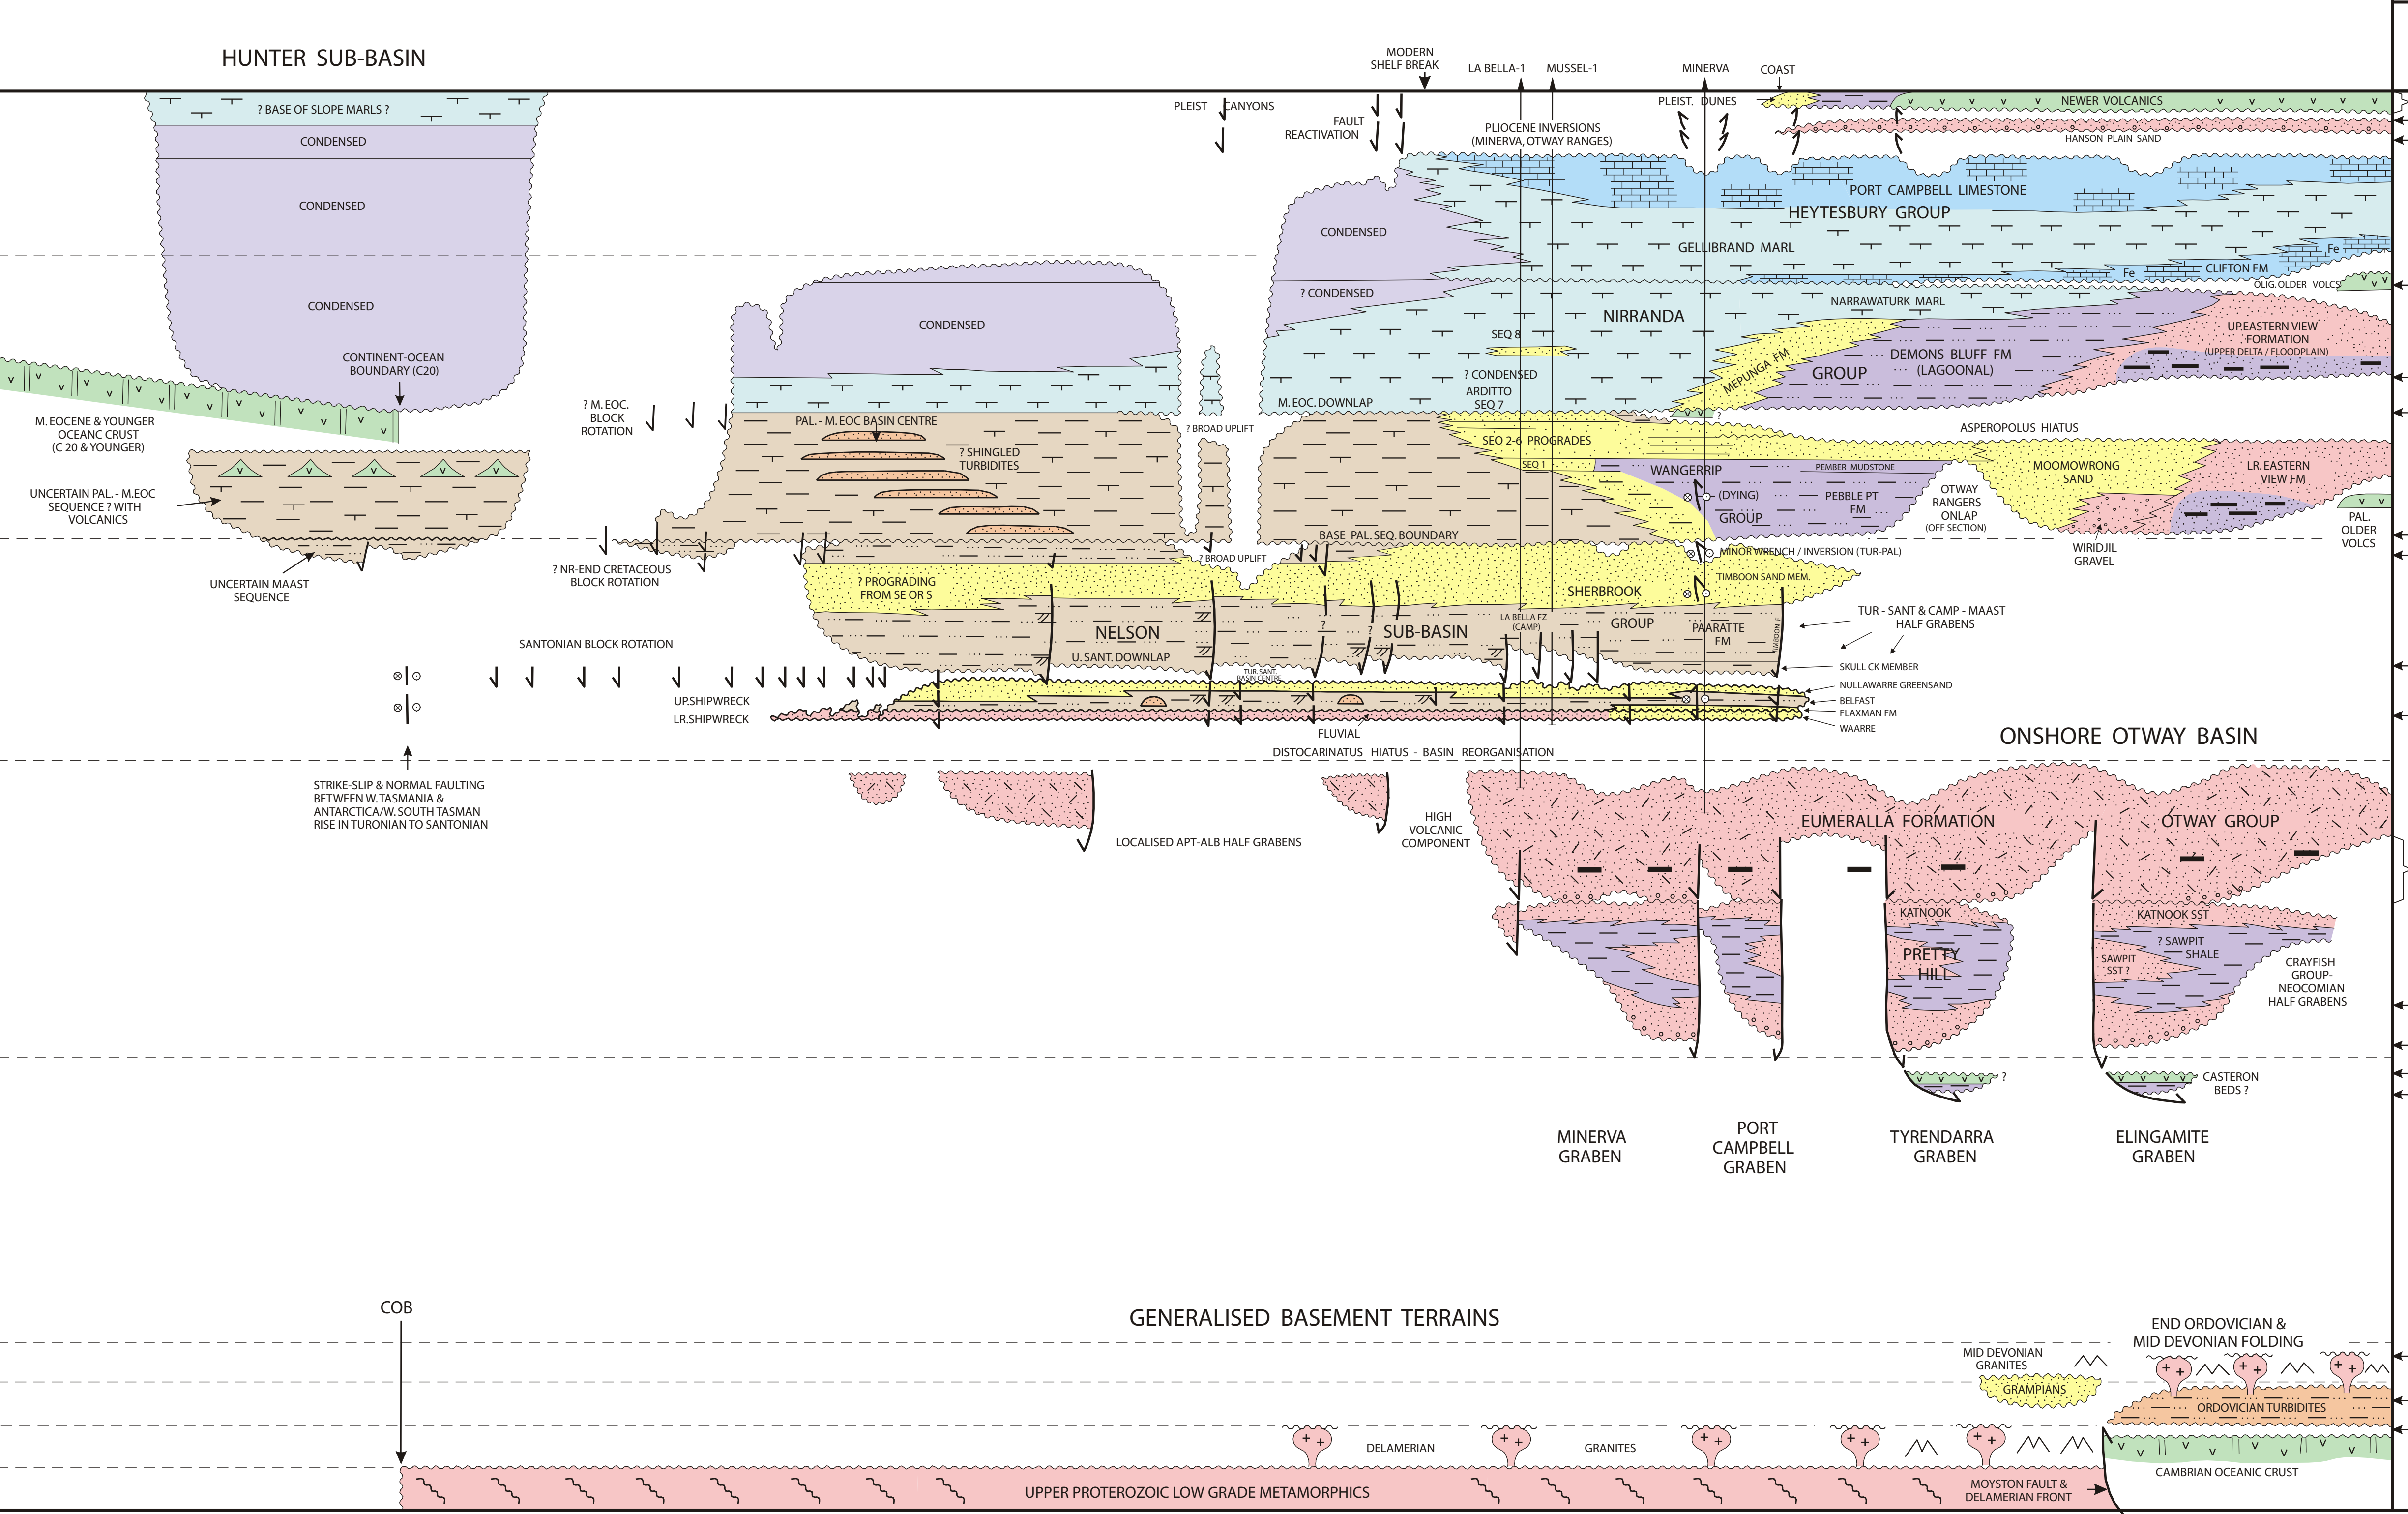 HUNTER SUB-BASIN
MODERN
SHELF BREAK
LA BELLA-1
MUSSEL-1
MINERVA
COAST
? BASE OF SLOPE MARLS ?
CONDENSED
CONDENSED
CONDENSED
PLEIST CANYONS
FAULT
REACTIVATION
PLIOCENE INVERSIONS
(MINERVA, OTWAY RANGES)
PLEIST. DUNES
NEWER VOLCANICS
HANSON PLAIN SAND
PORT CAMPBELL LIMESTONE
HEYTESBURY GROUP
GELLIBRAND MARL
Fe
Fe
CLIFTON FM
OLIG. OLDER VOLCS
CONDENSED
? CONDENSED
CONDENSED
NARRAWATURK MARL
NIRRANDA
SEQ 8
? CONDENSED
ARDITTO
SEQ 7
M. EOC. DOWNLAP
MEPUNGA FM
DEMONS BLUFF FM
(LAGOONAL)
GROUP
UP. EASTERN VIEW
FORMATION
(UPPER DELTA / FLOODPLAIN)
CONTINENT-OCEAN
BOUNDARY (C20)
M. EOCENE & YOUNGER
OCEANC CRUST
(C 20 & YOUNGER)
? M. EOC.
BLOCK
ROTATION
PAL. - M. EOC BASIN CENTRE
? SHINGLED
TURBIDITES
? BROAD UPLIFT
?
ASPEROPOLUS HIATUS
SEQ 2-6 PROGRADES
SEQ 1
WANGERRIP
(DYING)
GROUP
PEMBER MUDSTONE
PEBBLE PT
FM
OTWAY
RANGERS
ONLAP
(OFF SECTION)
MOOMOWRONG
SAND
LR. EASTERN
VIEW FM
WIRIDJIL
GRAVEL
PAL.
OLDER
VOLCS
UNCERTAIN PAL. - M.EOC
SEQUENCE ? WITH
VOLCANICS
UNCERTAIN MAAST
SEQUENCE
? NR-END CRETACEOUS
BLOCK ROTATION
BASE PAL. SEQ. BOUNDARY
? BROAD UPLIFT
MINOR WRENCH / INVERSION (TUR-PAL)
? PROGRADING
FROM SE OR S
TIMBOON SAND MEM.
SHERBROOK
GROUP
NELSON
SUB-BASIN
?
?
LA BELLA FZ
(CAMP)
PAARATTE
FM
TIMBOON F
TUR - SANT & CAMP - MAAST
HALF GRABENS
U. SANT. DOWNLAP
SKULL CK MEMBER
SANTONIAN BLOCK ROTATION
TUR. SANT.
BASIN CENTRE
NULLAWARRE GREENSAND
BELFAST
FLAXMAN FM
WAARRE
UP. SHIPWRECK
LR. SHIPWRECK
FLUVIAL
DISTOCARINATUS HIATUS - BASIN REORGANISATION
ONSHORE OTWAY BASIN
STRIKE-SLIP & NORMAL FAULTING
BETWEEN W. TASMANIA &
ANTARCTICA/W. SOUTH TASMAN
RISE IN TURONIAN TO SANTONIAN
LOCALISED APT-ALB HALF GRABENS
HIGH
VOLCANIC
COMPONENT
EUMERALLA FORMATION
OTWAY GROUP
KATNOOK
PRETTY
HILL
KATNOOK SST
? SAWPIT
SHALE
SAWPIT
SST ?
CRAYFISH
GROUP-
NEOCOMIAN
HALF GRABENS
?
CASTERON
BEDS ?
MINERVA
GRABEN
PORT
CAMPBELL
GRABEN
TYRENDARRA
GRABEN
ELINGAMITE
GRABEN
COB
GENERALISED BASEMENT TERRAINS
END ORDOVICIAN &
MID DEVONIAN FOLDING
MID DEVONIAN
GRANITES
GRAMPIANS
ORDOVICIAN TURBIDITES
DELAMERIAN GRANITES
CAMBRIAN OCEANIC CRUST
UPPER PROTEROZOIC LOW GRADE METAMORPHICS
MOYSTON FAULT &
DELAMERIAN FRONT